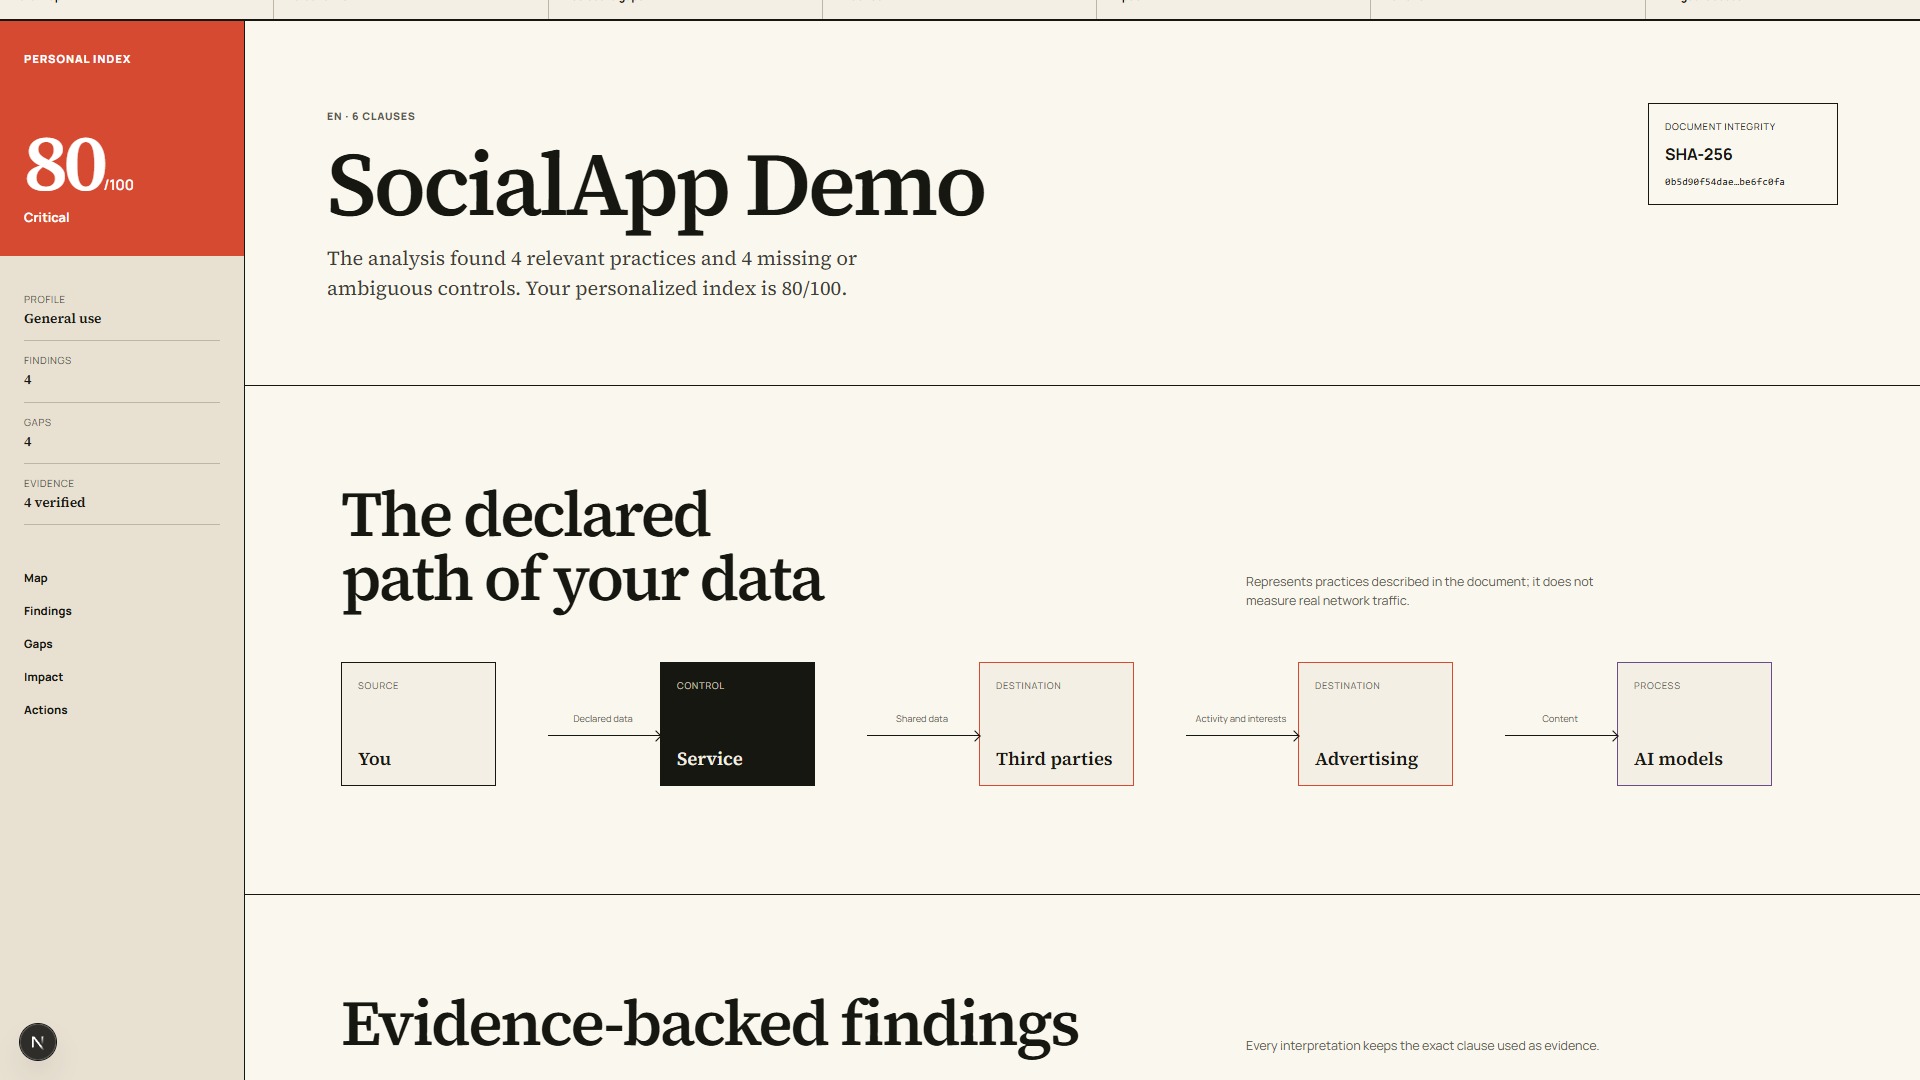 PERSONAL INDEX
80/100
Critical
PROFILE
General use
FINDINGS
4
GAPS
4
EVIDENCE
4 verified
Map
Findings
Gaps
Impact
Actions
EN · 6 CLAUSES
SocialApp Demo
The analysis found 4 relevant practices and 4 missing or
ambiguous controls. Your personalized index is 80/100.
DOCUMENT INTEGRITY
SHA-256
0b5d90f54dae…be6fc0fa
The declared
path of your data
Represents practices described in the document; it does not
measure real network traffic.
SOURCE
You
Declared data
CONTROL
Service
Shared data
DESTINATION
Third parties
Activity and interests
DESTINATION
Advertising
Content
PROCESS
AI models
Evidence-backed findings
Every interpretation keeps the exact clause used as evidence.
N